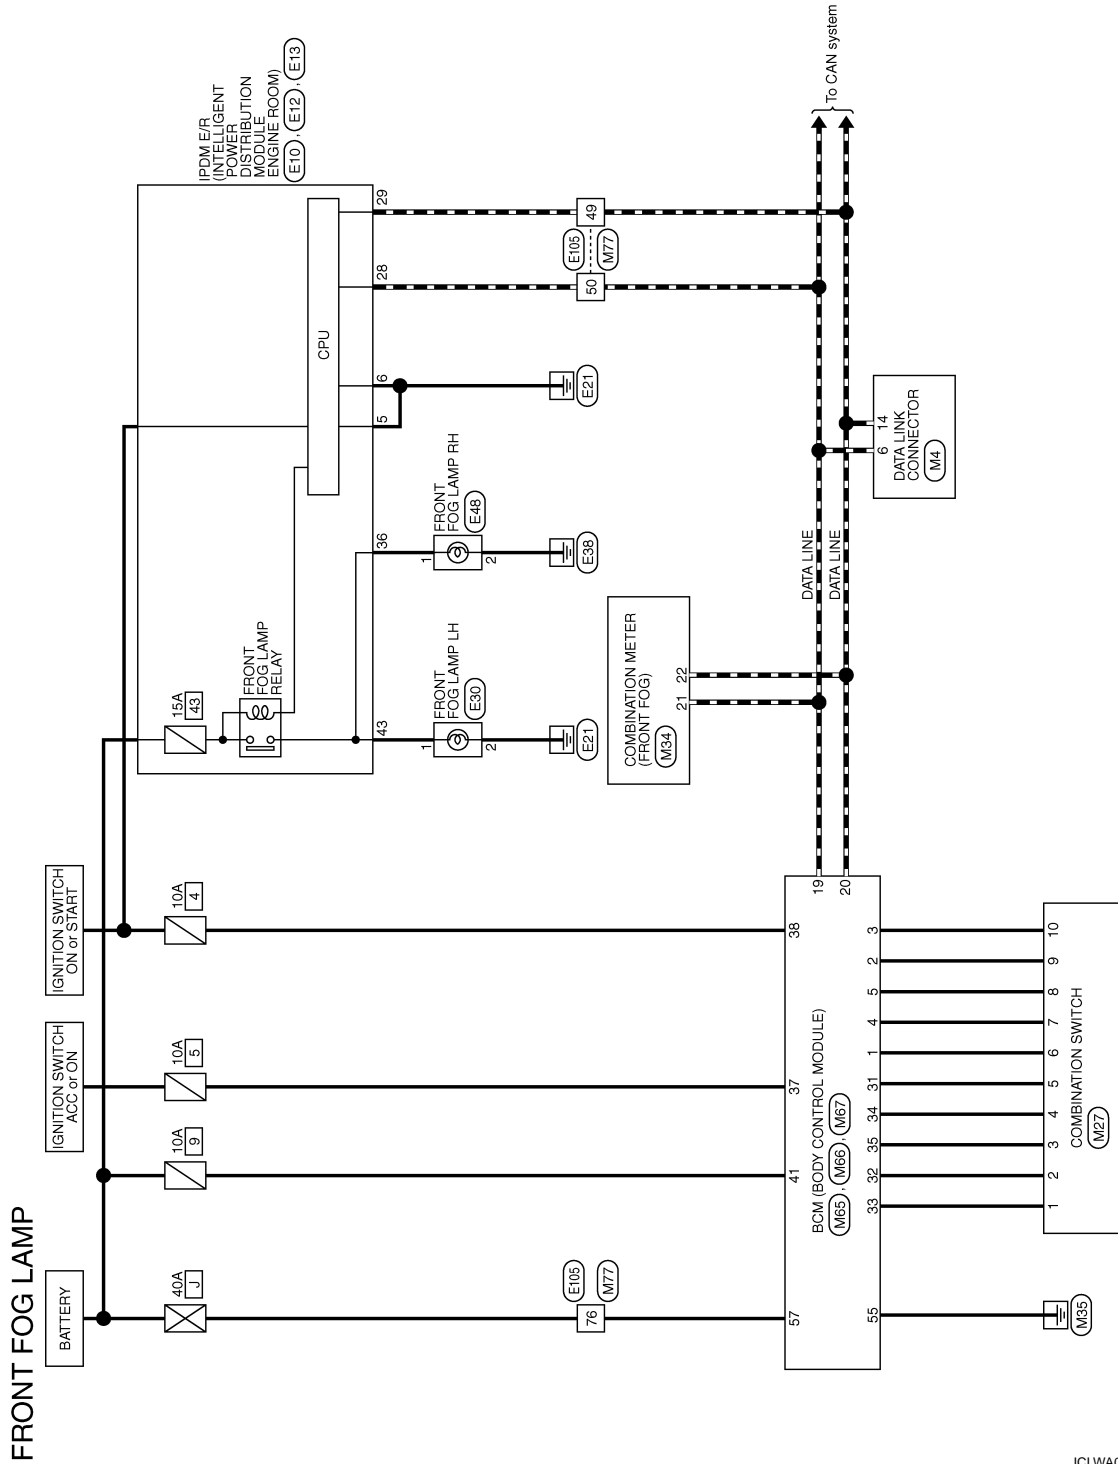 FRONT FOG LAMP
BATTERY
IGNITION SWITCH
ACC or ON
IGNITION SWITCH
ON or START
40A
J
10A
9
10A
5
10A
4
15A
43
FRONT
FOG LAMP
RELAY
CPU
IPDM E/R
(INTELLIGENT
POWER
DISTRIBUTION
MODULE
ENGINE ROOM)
E10 , E12 , E13
43
36
5
6
28
29
1
FRONT
FOG LAMP LH
E30
2
E21
1
FRONT
FOG LAMP RH
E48
2
E38
E21
E105
76
M77
E105
50
49
M77
COMBINATION METER
(FRONT FOG)
M34
21
22
DATA LINE
DATA LINE
To CAN system
6
14
DATA LINK
CONNECTOR
M4
57
41
37
38
19
20
BCM (BODY CONTROL MODULE)
M65 , M66 , M67
55
33
32
35
34
31
1
4
5
2
3
M35
1
2
3
4
5
6
7
8
9
10
COMBINATION SWITCH
M27